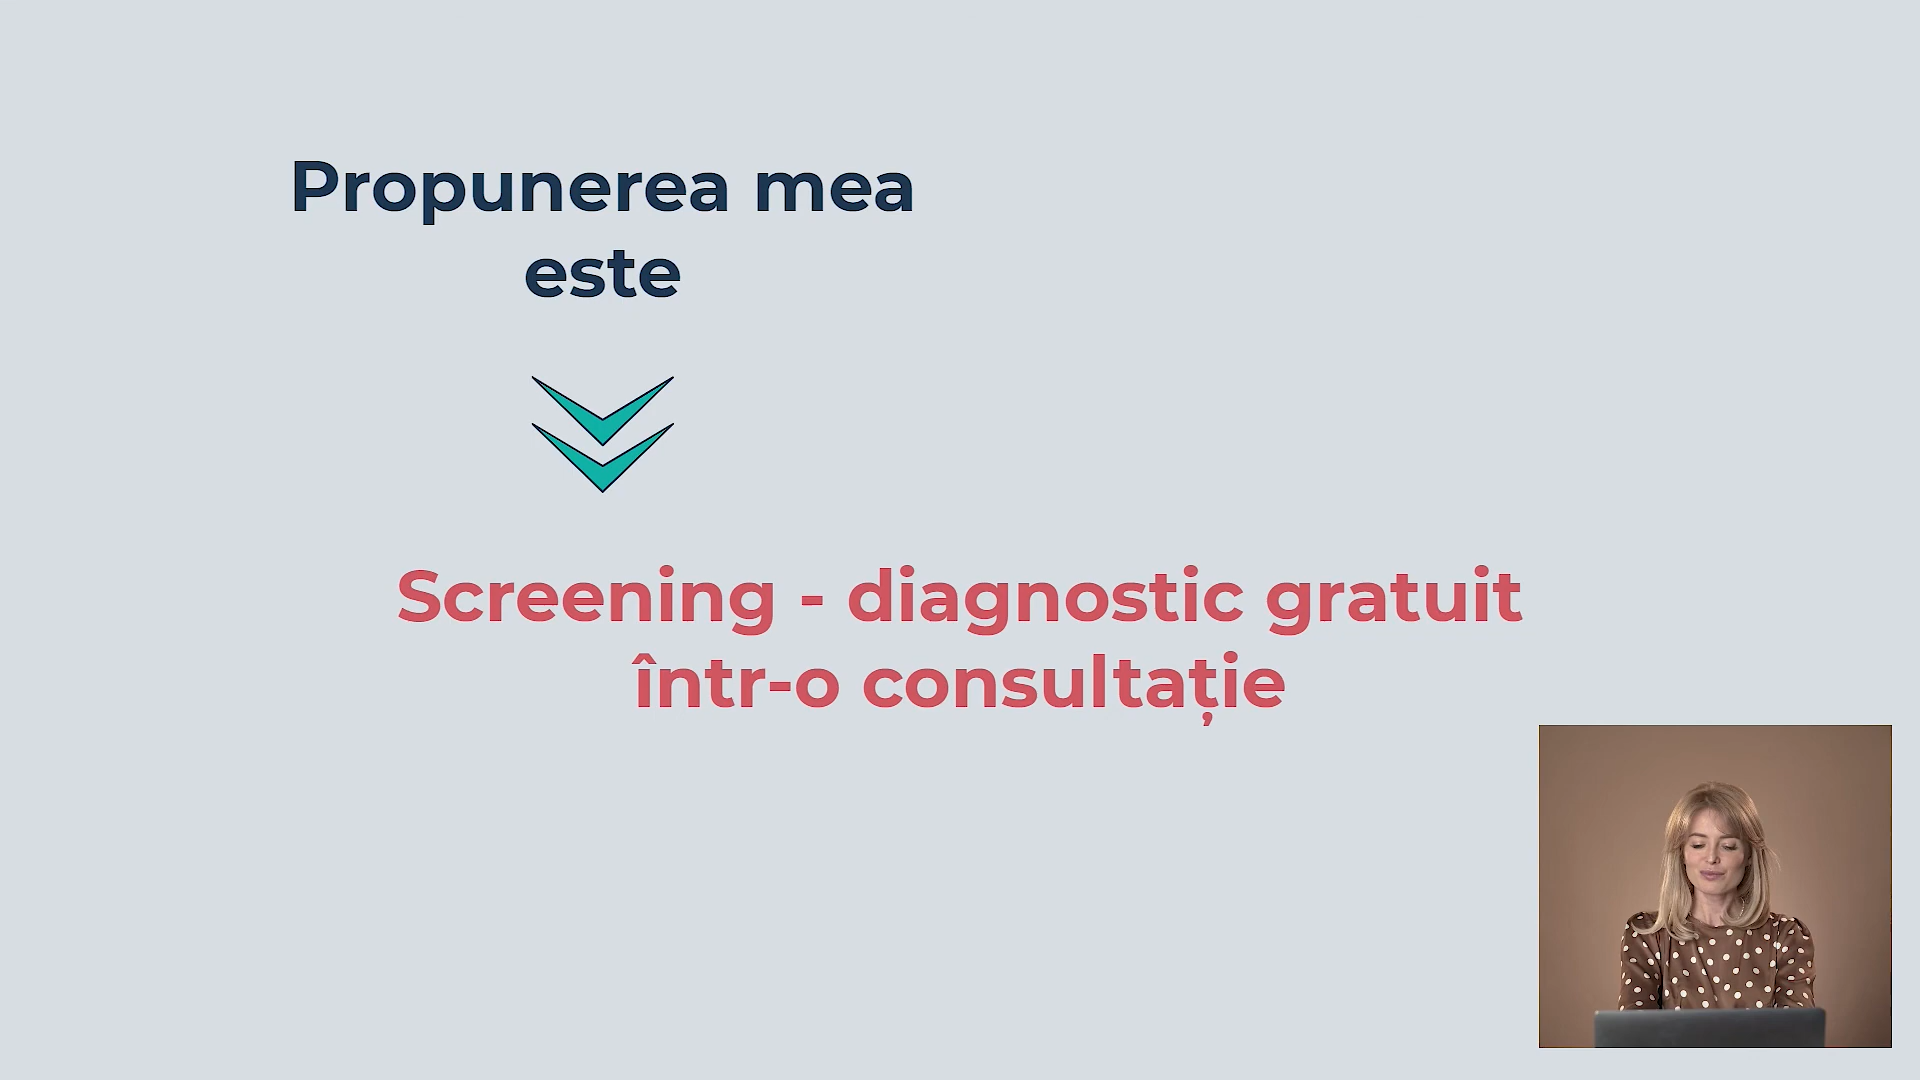 Propunerea mea
este
Screening - diagnostic gratuit
într-o consultație